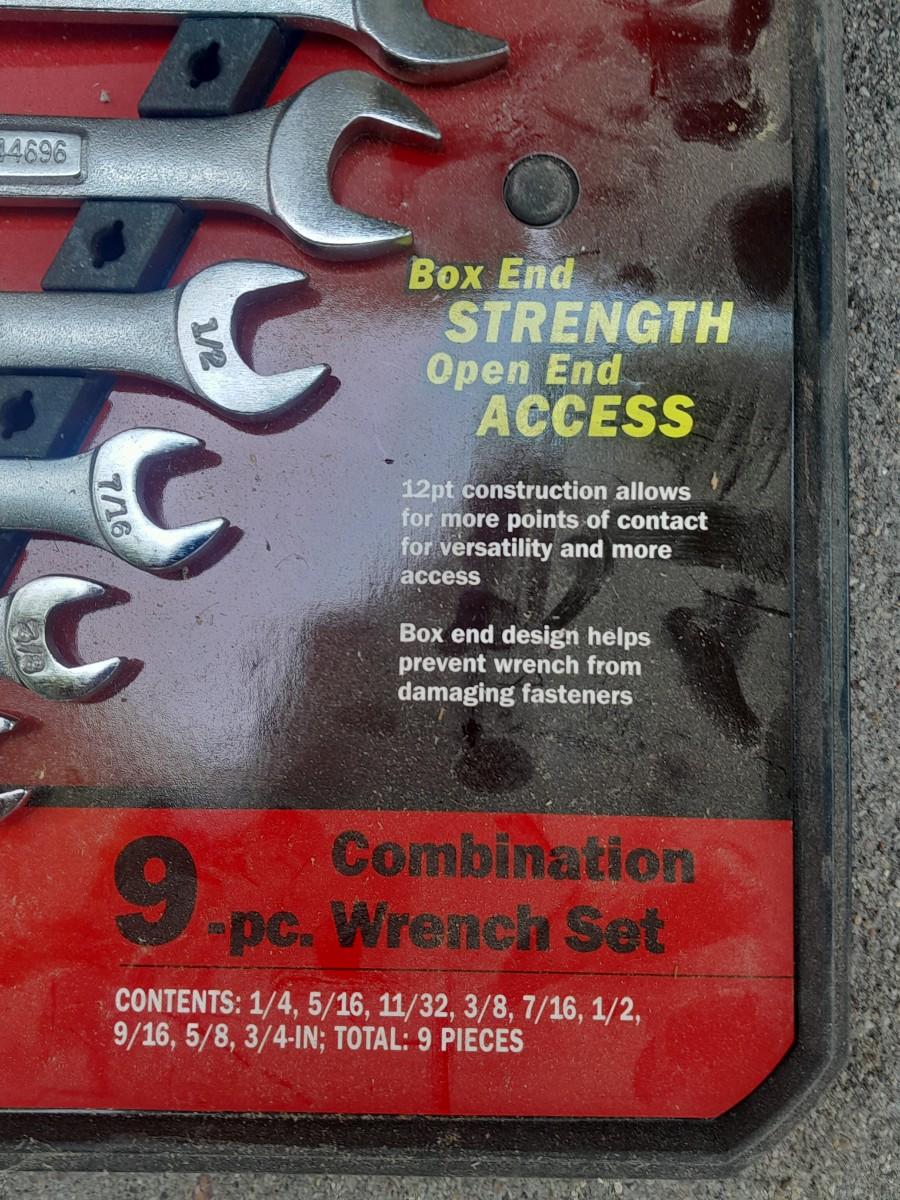 44696
Box End
STRENGTH
Open End
ACCESS
1/2
7/16
3/8
12pt construction allows
for more points of contact
for versatility and more
access
Box end design helps
prevent wrench from
damaging fasteners
9-pc. Combination
Wrench Set
CONTENTS: 1/4, 5/16, 11/32, 3/8, 7/16, 1/2,
9/16, 5/8, 3/4-IN; TOTAL: 9 PIECES